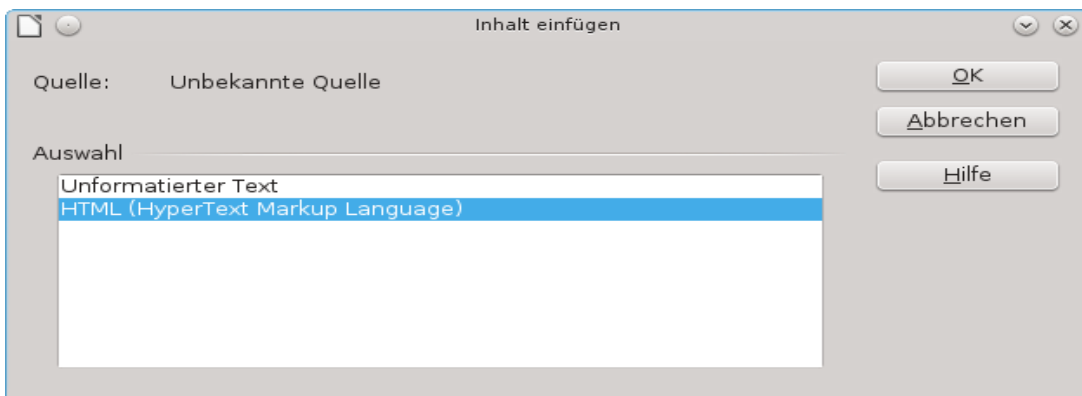 Inhalt einfügen
Quelle: Unbekannte Quelle
OK
Abbrechen
Auswahl
Hilfe
Unformatierter Text
HTML (HyperText Markup Language)